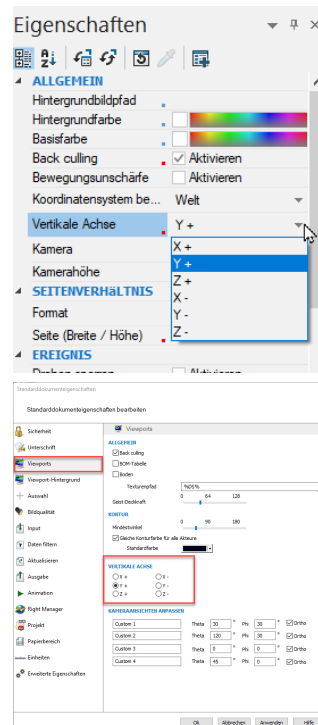 Eigenschaften
ALLGEMEIN
Hintergrundbildpfad
Hintergrundfarbe
Basisfarbe
Back culling Aktivieren
Bewegungsunschärfe Aktivieren
Koordinatensystem be... Welt
Vertikale Achse Y +
X +
Kamera
Y +
Kamerahöhe
Z +
SEITENVERHäLTNIS
X -
Format
Y -
Seite (Breite / Höhe)
Z -
EREIGNIS
Standarddokumenteigenschaften
Standarddokumenteigenschaften bearbeiten
Sicherheit
Unterschrift
Viewports
Viewport-Hintergrund
Auswahl
Bildqualität
Input
Daten filtern
Aktualisieren
Ausgabe
Animation
Right Manager
Projekt
Papierbereich
Einheiten
Erweiterte Eigenschaften
Viewports
ALLGEMEIN
Back culling
BOM-Tabelle
Boden
Texturenpfad
Geist-Deckkraft 0 64 128
KONTUR
Mindestwinkel 0 90 180
Gleiche Konturfarbe für alle Akteure
Standardfarbe
VERTIKALE ACHSE
X + X -
Y + Y -
Z + Z -
KAMERAANSICHTEN ANPASSEN
Custom 1 Theta 30 ° Phi 30 ° Ortho
Custom 2 Theta 120 ° Phi 30 ° Ortho
Custom 3 Theta 0 ° Phi 0 ° Ortho
Custom 4 Theta 45 ° Phi 0 ° Ortho
Ok Abbrechen Anwenden Hilfe